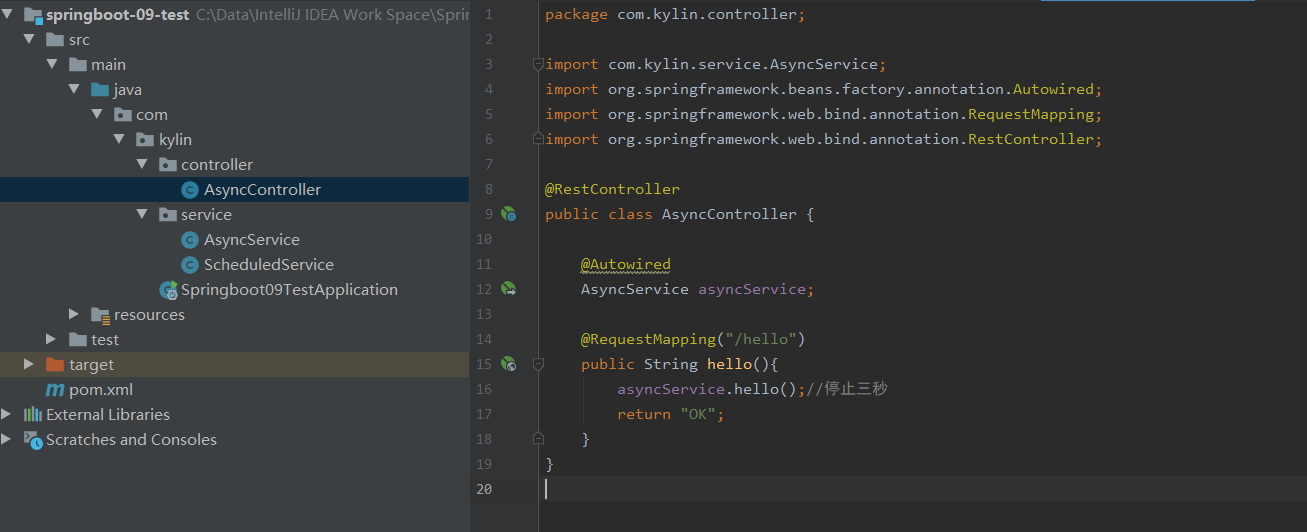 springboot-09-test C:\Data\IntelliJ IDEA Work Space\Sprin
src
main
java
com
kylin
controller
AsyncController
service
AsyncService
ScheduledService
Springboot09TestApplication
resources
test
target
pom.xml
External Libraries
Scratches and Consoles
1 package com.kylin.controller;
2
3 import com.kylin.service.AsyncService;
4 import org.springframework.beans.factory.annotation.Autowired;
5 import org.springframework.web.bind.annotation.RequestMapping;
6 import org.springframework.web.bind.annotation.RestController;
7
8 @RestController
9 public class AsyncController {
10
11 @Autowired
12 AsyncService asyncService;
13
14 @RequestMapping("/hello")
15 public String hello(){
16 asyncService.hello();//停止三秒
17 return "OK";
18 }
19 }
20